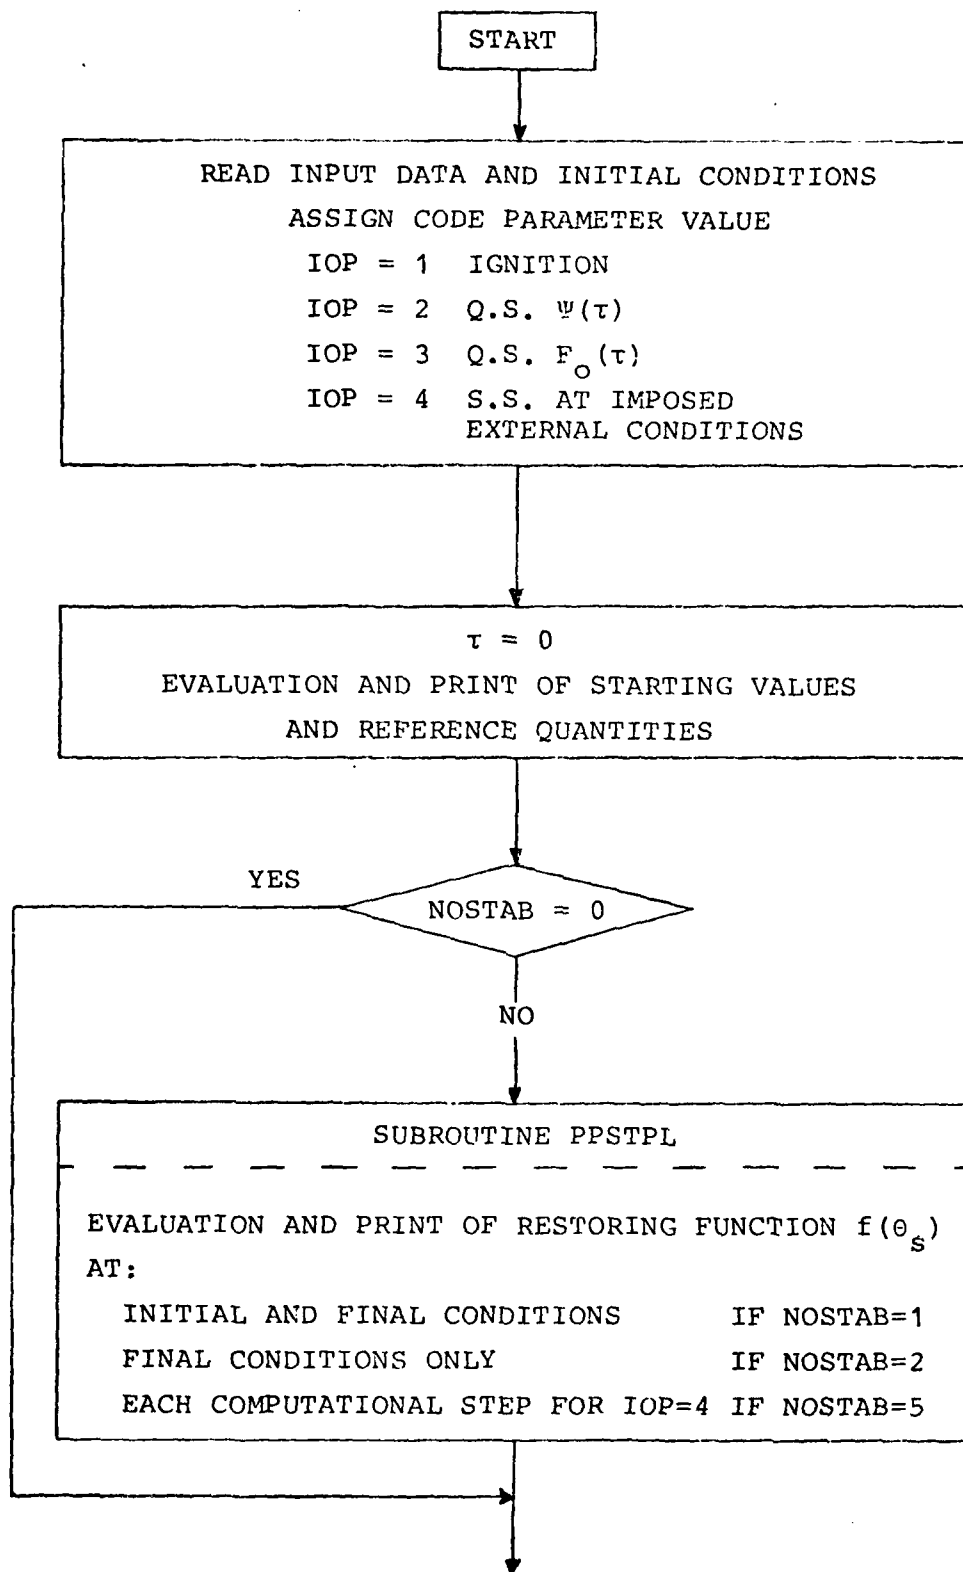 START
READ INPUT DATA AND INITIAL CONDITIONS
ASSIGN CODE PARAMETER VALUE
IOP = 1 IGNITION
IOP = 2 Q.S. Ψ(τ)
IOP = 3 Q.S. F_o(τ)
IOP = 4 S.S. AT IMPOSED
EXTERNAL CONDITIONS
τ = 0
EVALUATION AND PRINT OF STARTING VALUES
AND REFERENCE QUANTITIES
YES
NOSTAB = 0
NO
SUBROUTINE PPSTPL
EVALUATION AND PRINT OF RESTORING FUNCTION f(θ_s)
AT:
INITIAL AND FINAL CONDITIONS IF NOSTAB=1
FINAL CONDITIONS ONLY IF NOSTAB=2
EACH COMPUTATIONAL STEP FOR IOP=4 IF NOSTAB=5